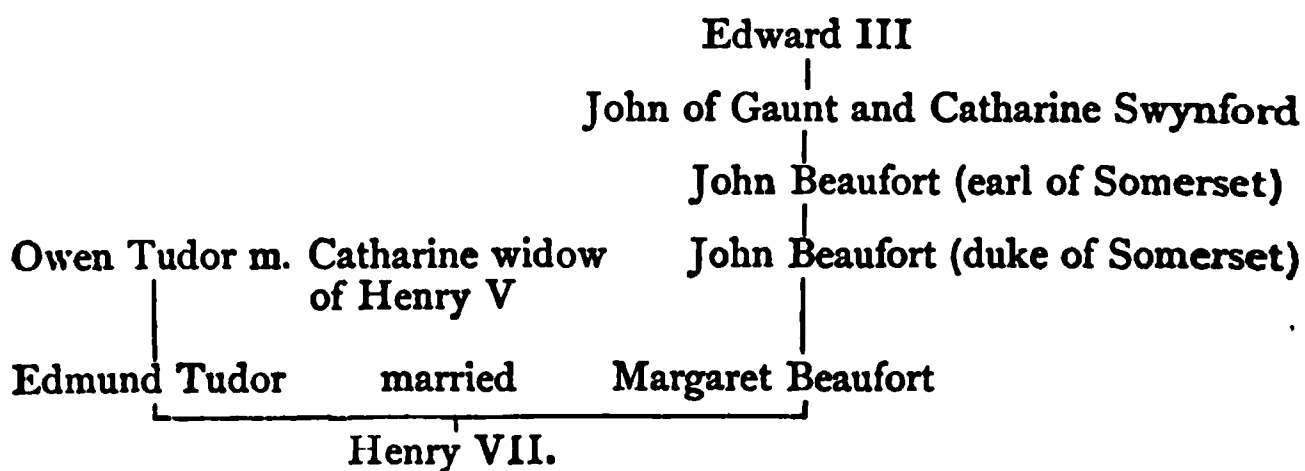 Edward III
John of Gaunt and Catharine Swynford
John Beaufort (earl of Somerset)
Owen Tudor m. Catharine widow
of Henry V
John Beaufort (duke of Somerset)
Edmund Tudor married Margaret Beaufort
Henry VII.